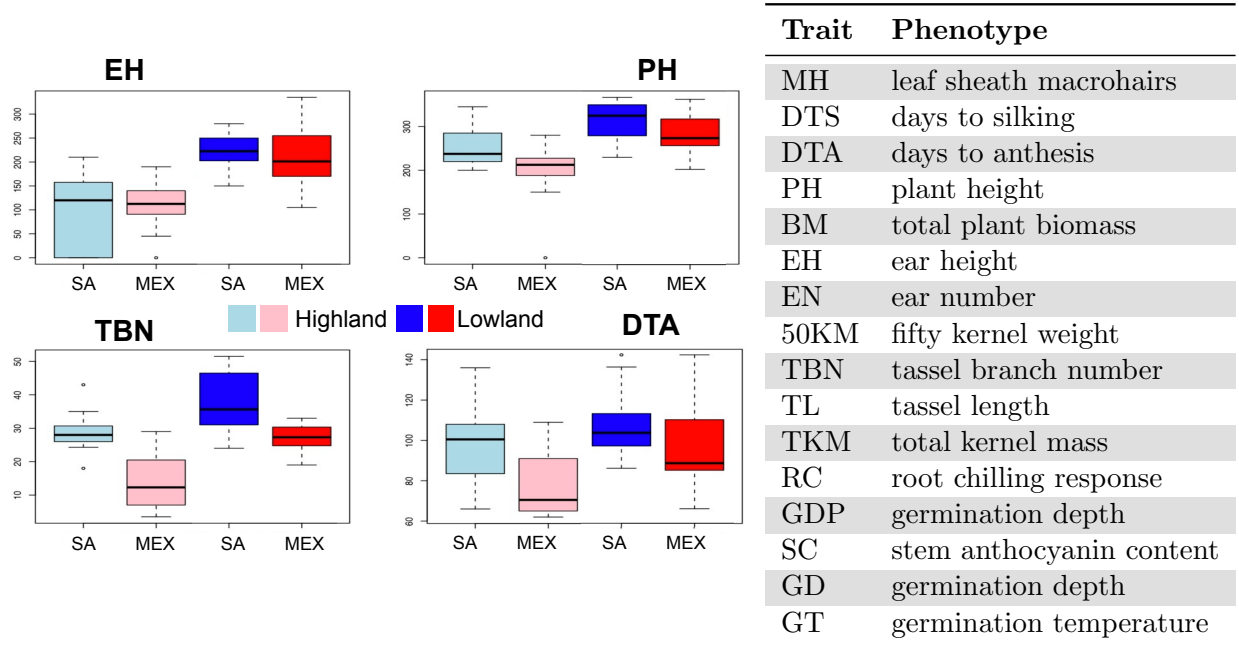 EH
0 50 100 150 200 250 300
SA MEX SA MEX
PH
0 100 200 300
SA MEX SA MEX
Highland Lowland
TBN
10 20 30 40 50
SA MEX SA MEX
DTA
60 80 100 120 140
SA MEX SA MEX
Trait Phenotype
MH leaf sheath macrohairs
DTS days to silking
DTA days to anthesis
PH plant height
BM total plant biomass
EH ear height
EN ear number
50KM fifty kernel weight
TBN tassel branch number
TL tassel length
TKM total kernel mass
RC root chilling response
GDP germination depth
SC stem anthocyanin content
GD germination depth
GT germination temperature